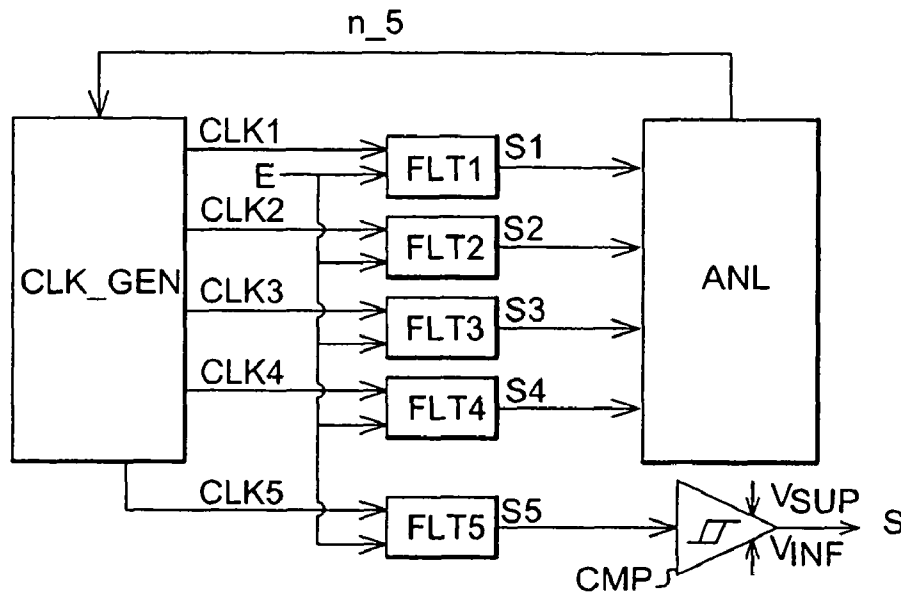 n_5
CLK1
FLT1
S1
E
CLK2
FLT2
S2
CLK_GEN
CLK3
FLT3
S3
ANL
CLK4
FLT4
S4
CLK5
FLT5
S5
VSUP
S
VINF
CMP